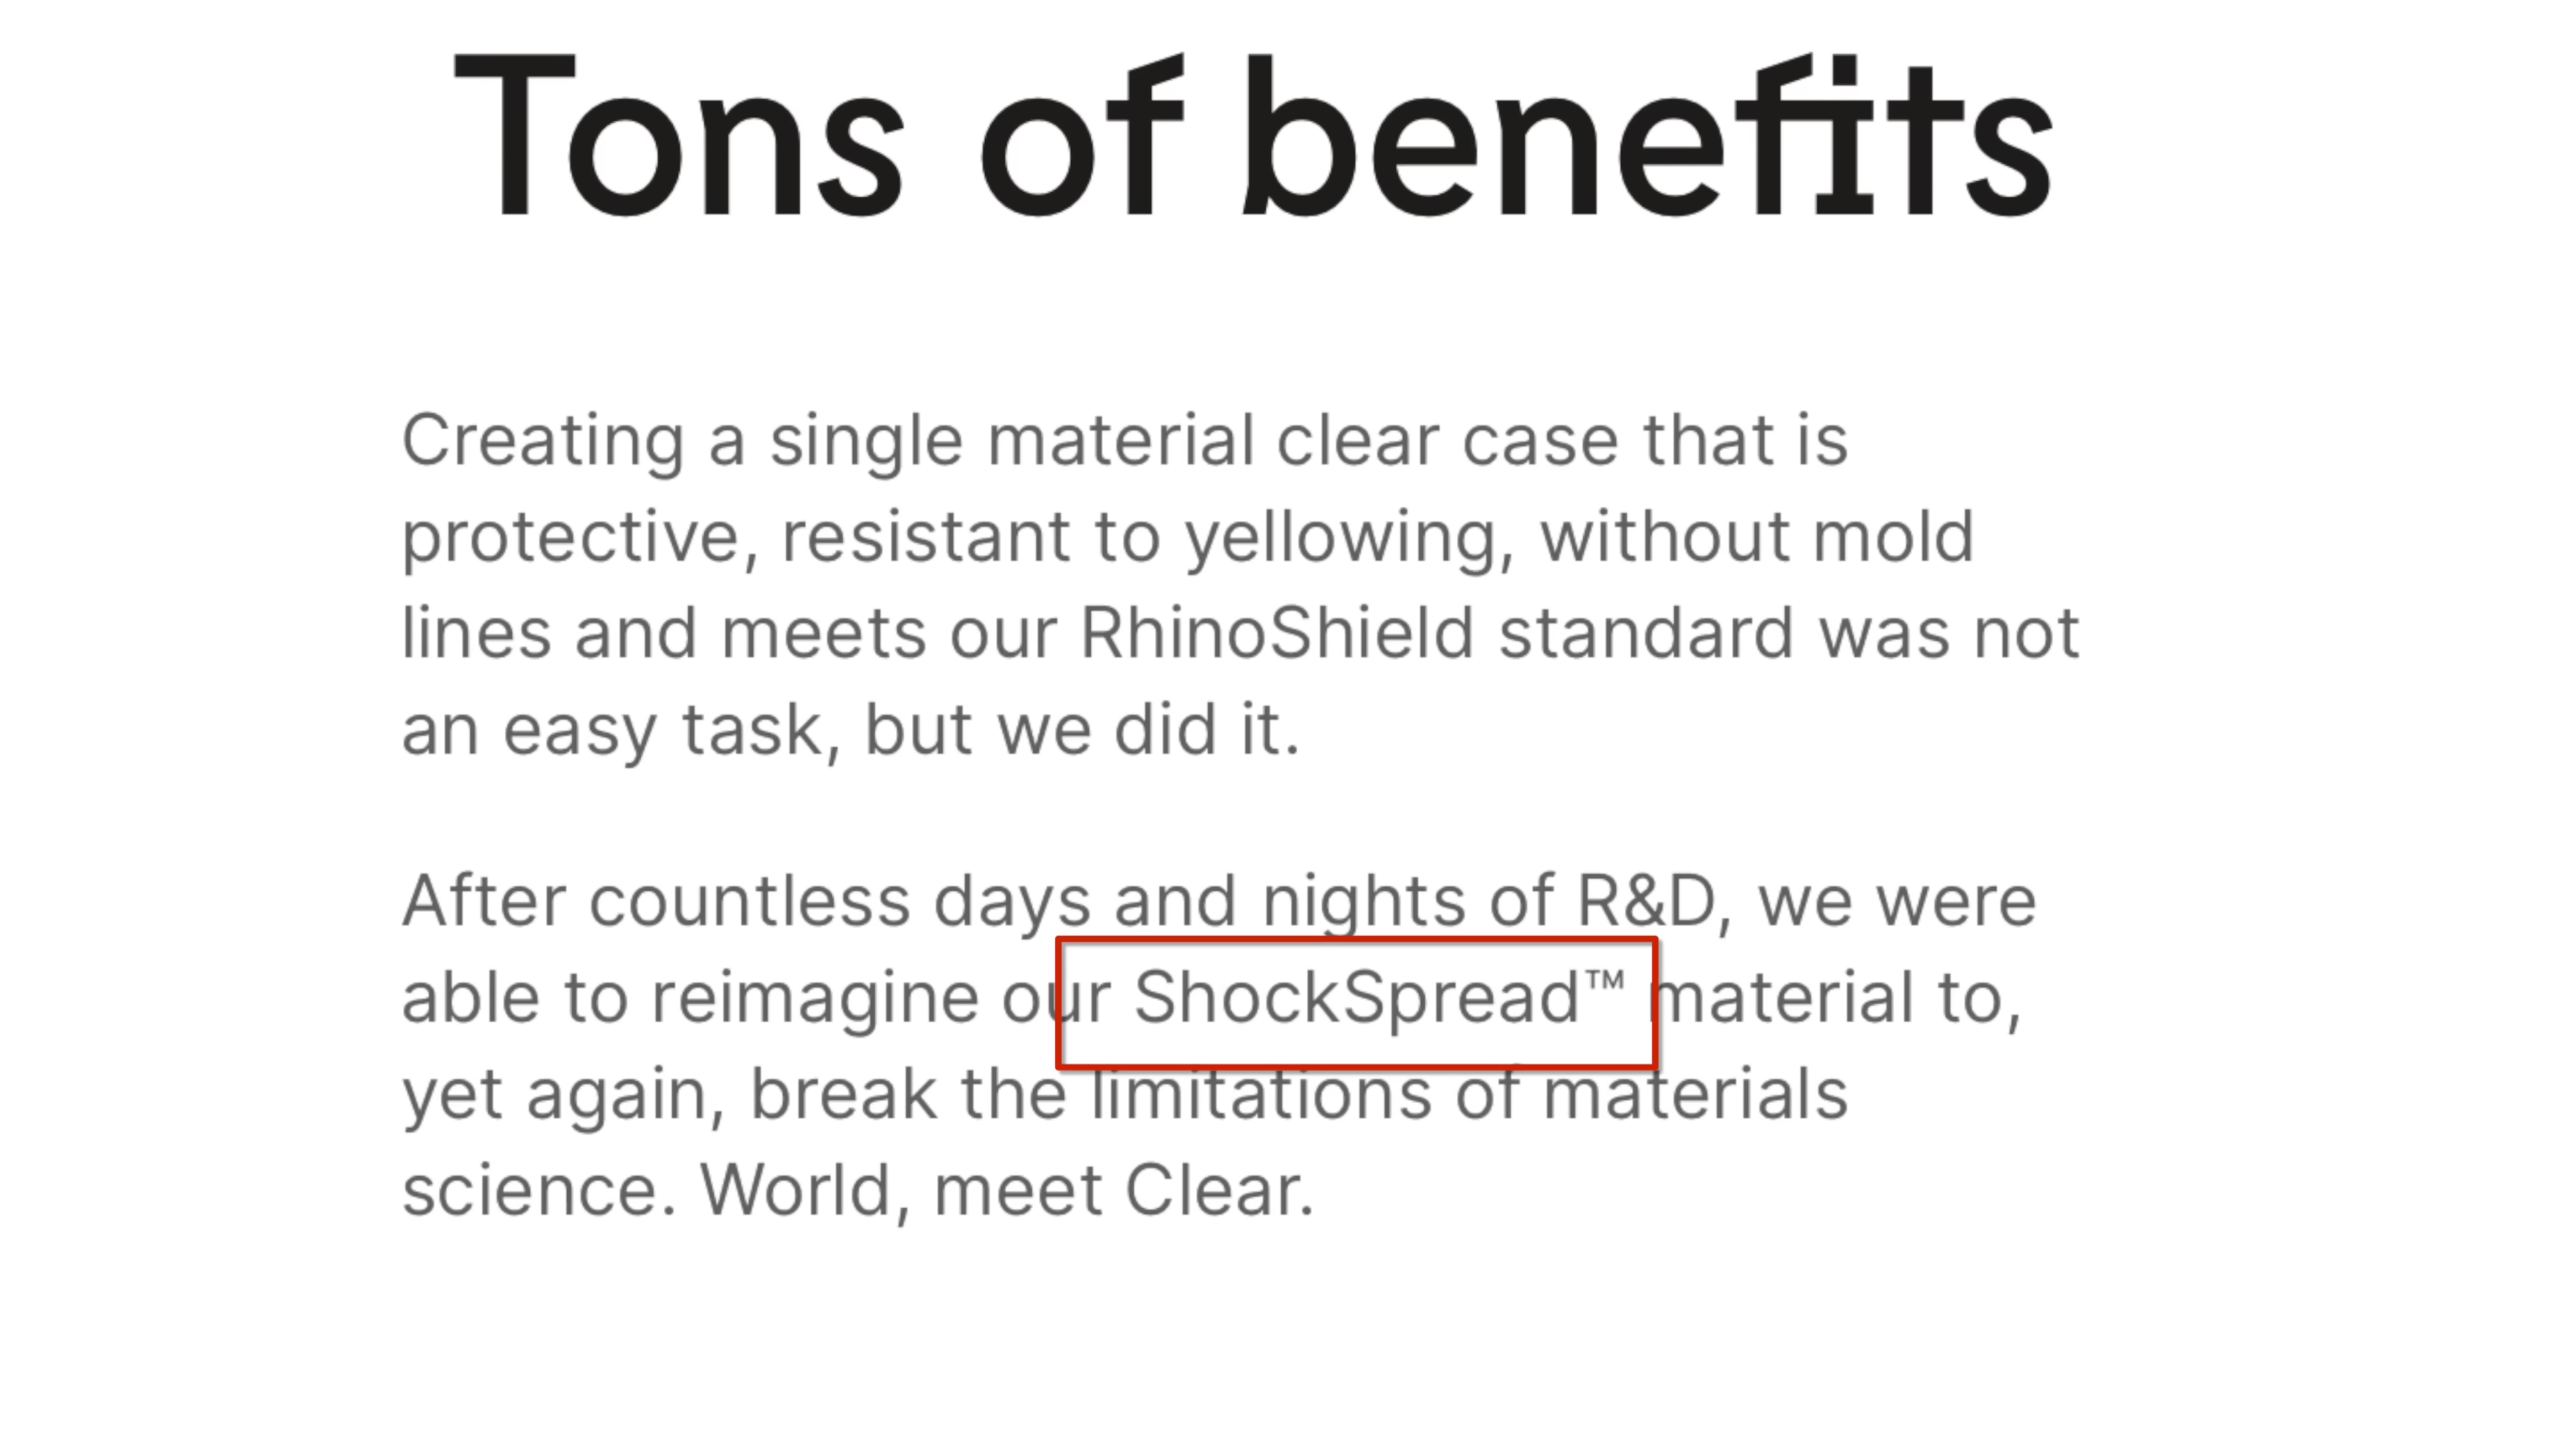 Tons of benefits
Creating a single material clear case that is
protective, resistant to yellowing, without mold
lines and meets our RhinoShield standard was not
an easy task, but we did it.
After countless days and nights of R&D, we were
able to reimagine our ShockSpread™ material to,
yet again, break the limitations of materials
science. World, meet Clear.